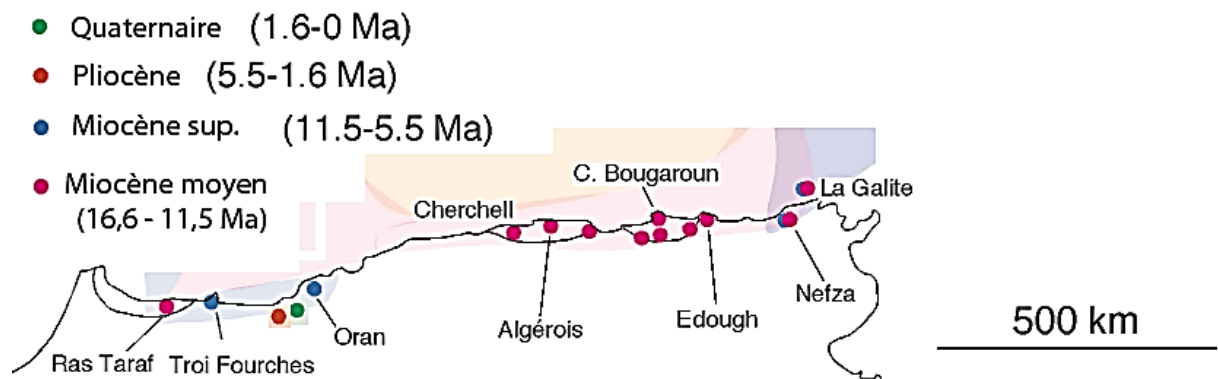 Quaternaire (1.6-0 Ma)
Pliocène (5.5-1.6 Ma)
Miocène sup. (11.5-5.5 Ma)
Miocène moyen
(16,6 - 11,5 Ma)
C. Bougaroun
La Galite
Cherchell
Nefza
Edough
Algérois
Oran
500 km
Ras Taraf
Troi Fourches